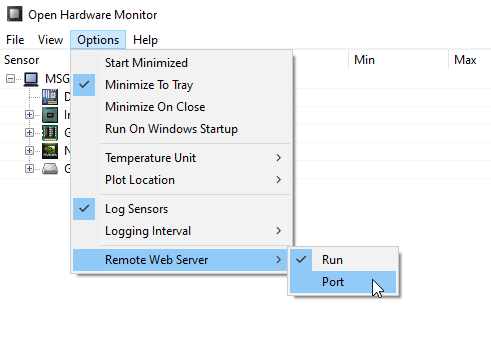 Open Hardware Monitor
File View Options Help
Sensor Min Max
MSG
D
In
G
N
G
Start Minimized
Minimize To Tray
Minimize On Close
Run On Windows Startup
Temperature Unit
Plot Location
Log Sensors
Logging Interval
Remote Web Server
Run
Port